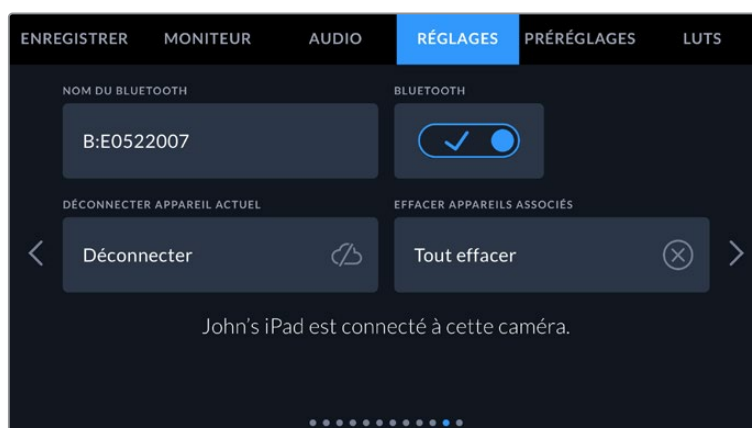 ENREGISTRER MONITEUR AUDIO RÉGLAGES PRÉRÉGLAGES LUTS
NOM DU BLUETOOTH BLUETOOTH
B:E0522007
DÉCONNECTER APPAREIL ACTUEL EFFACER APPAREILS ASSOCIÉS
Déconnecter Tout effacer
John's iPad est connecté à cette caméra.